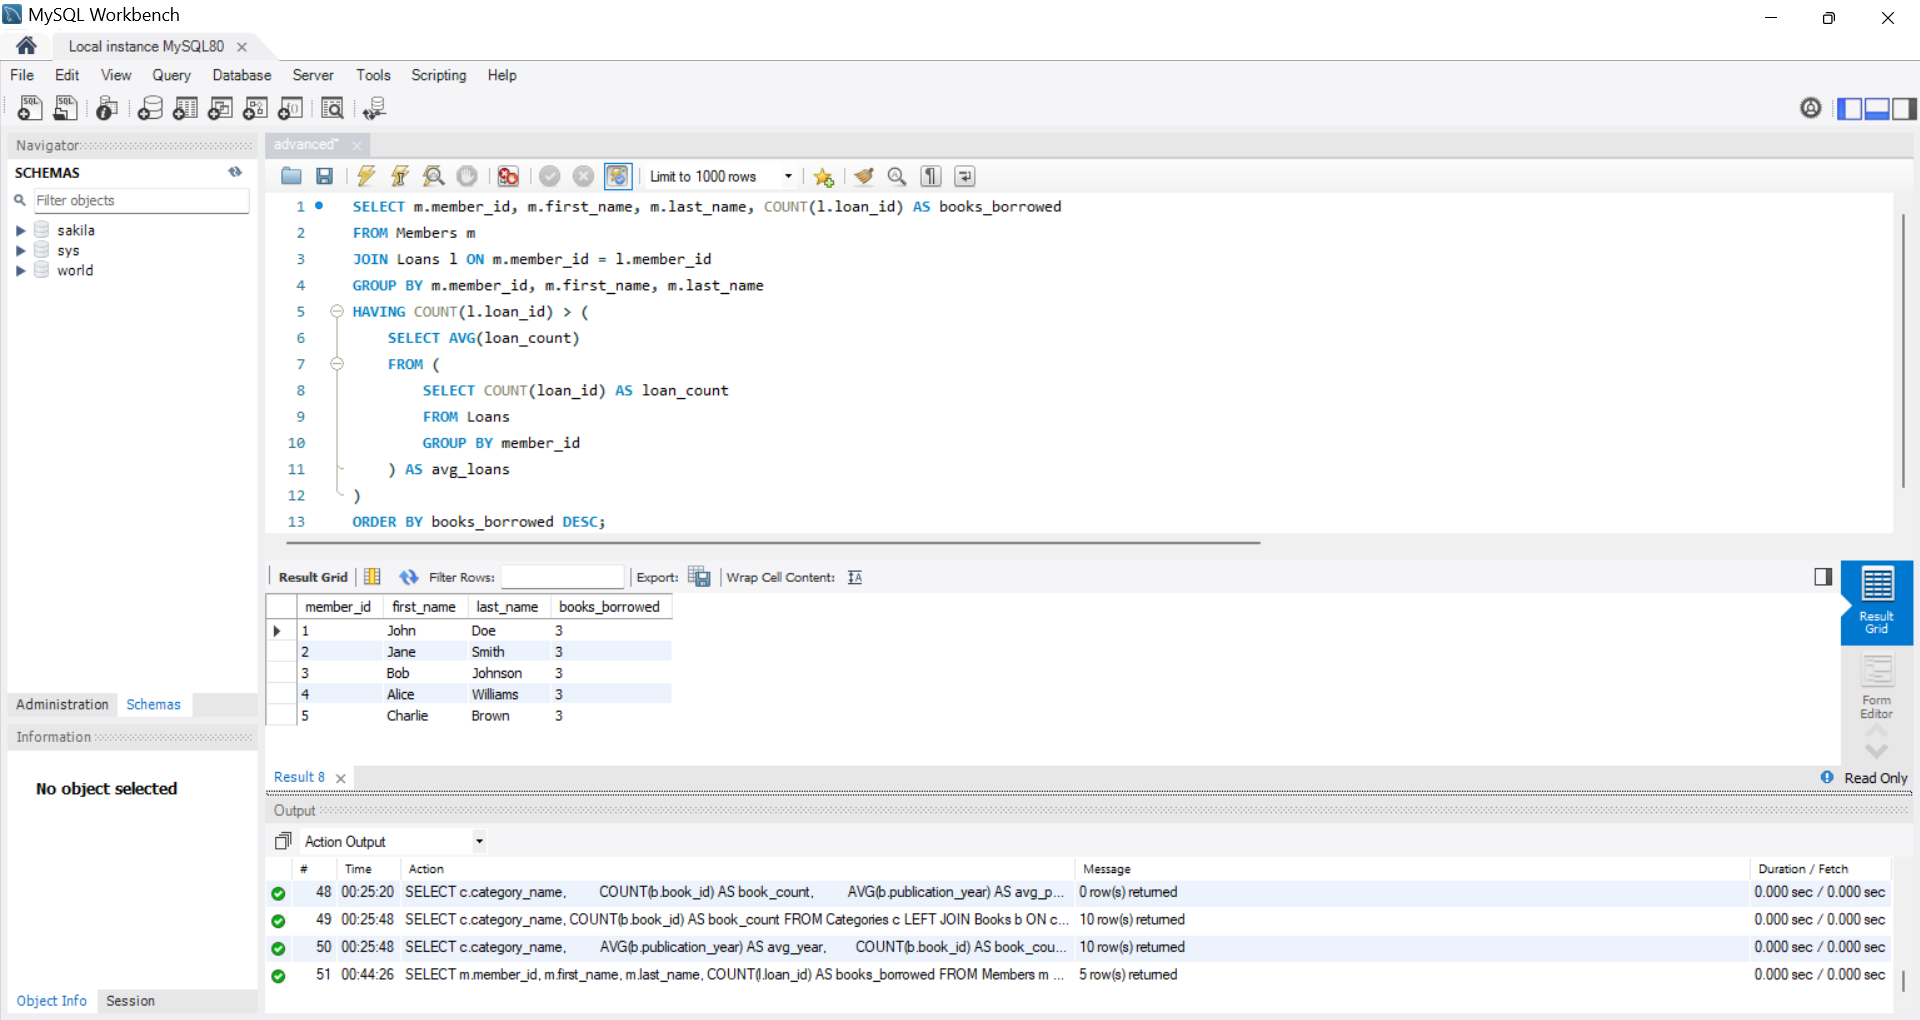 MySQL Workbench
Local instance MySQL80
File Edit View Query Database Server Tools Scripting Help
Navigator
SCHEMAS
Filter objects
sakila
sys
world
Administration Schemas
Information
No object selected
Object Info Session
advanced*
Limit to 1000 rows
1 SELECT m.member_id, m.first_name, m.last_name, COUNT(l.loan_id) AS books_borrowed
2 FROM Members m
3 JOIN Loans l ON m.member_id = l.member_id
4 GROUP BY m.member_id, m.first_name, m.last_name
5 HAVING COUNT(l.loan_id) > (
6 SELECT AVG(loan_count)
7 FROM (
8 SELECT COUNT(loan_id) AS loan_count
9 FROM Loans
10 GROUP BY member_id
11 ) AS avg_loans
12 )
13 ORDER BY books_borrowed DESC;
Result Grid Filter Rows: Export: Wrap Cell Content:
member_id first_name last_name books_borrowed
1 John Doe 3
2 Jane Smith 3
3 Bob Johnson 3
4 Alice Williams 3
5 Charlie Brown 3
Result Grid
Form Editor
Result 8
Read Only
Output
Action Output
# Time Action Message Duration / Fetch
48 00:25:20 SELECT c.category_name, COUNT(b.book_id) AS book_count, AVG(b.publication_year) AS avg_p... 0 row(s) returned 0.000 sec / 0.000 sec
49 00:25:48 SELECT c.category_name, COUNT(b.book_id) AS book_count FROM Categories c LEFT JOIN Books b ON c... 10 row(s) returned 0.000 sec / 0.000 sec
50 00:25:48 SELECT c.category_name, AVG(b.publication_year) AS avg_year, COUNT(b.book_id) AS book_cou... 10 row(s) returned 0.000 sec / 0.000 sec
51 00:44:26 SELECT m.member_id, m.first_name, m.last_name, COUNT(l.loan_id) AS books_borrowed FROM Members m ... 5 row(s) returned 0.000 sec / 0.000 sec